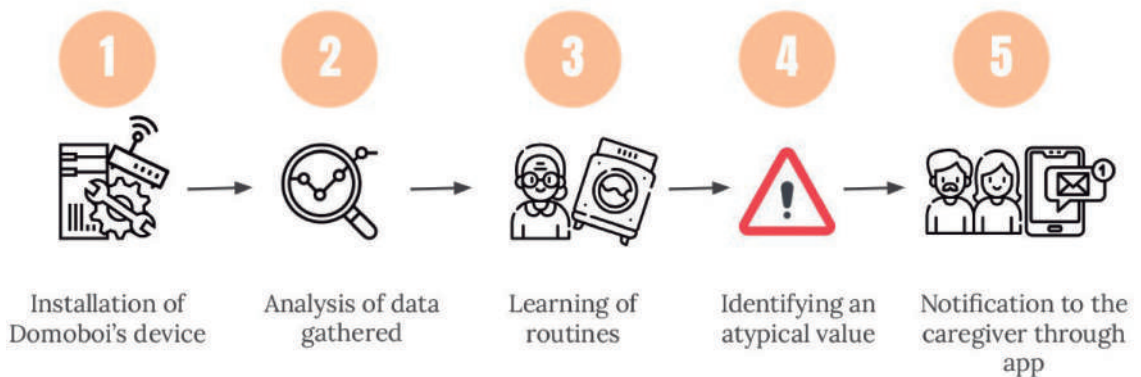 1
2
3
4
5
1
Installation of
Domoboi's device
Analysis of data
gathered
Learning of
routines
Identifying an
atypical value
Notification to the
caregiver through
app